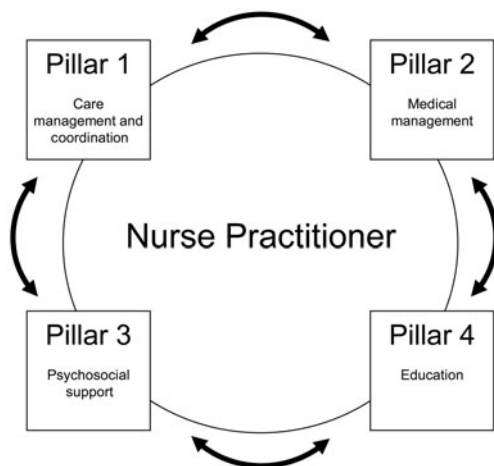 Pillar 1
Care
management and
coordination
Pillar 2
Medical
management
Nurse Practitioner
Pillar 3
Psychosocial
support
Pillar 4
Education